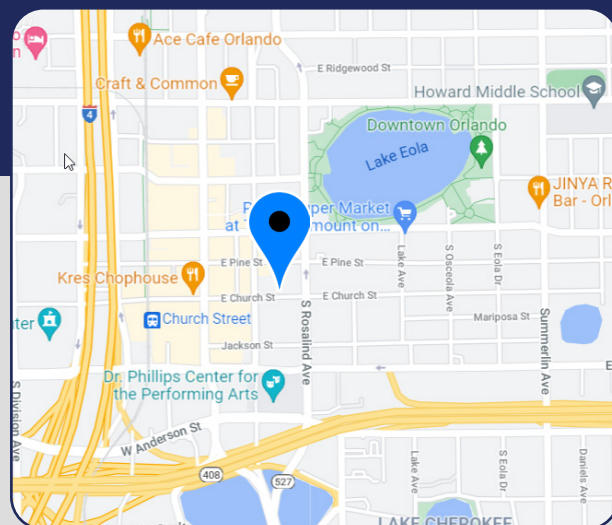 Ace Cafe Orlando
E Ridgewood St
Craft & Common
Howard Middle School
4
Downtown Orlando
Lake Eola
JINYA R
Bar - Orl
per Market
at
mount on...
E Pine St
E Pine St
Lake Ave
S Osceola Ave
S Eola Dr
Kres Chophouse
E Church St
E Church St
Church Street
ter
S Rosalind Ave
Mariposa St
Summerlin Ave
Jackson St
Dr. Phillips Center for
the Performing Arts
S Division Ave
W Anderson St
408
527
Lake Ave
S Eola Dr
Daniels Ave
LAKE CHEROKEE